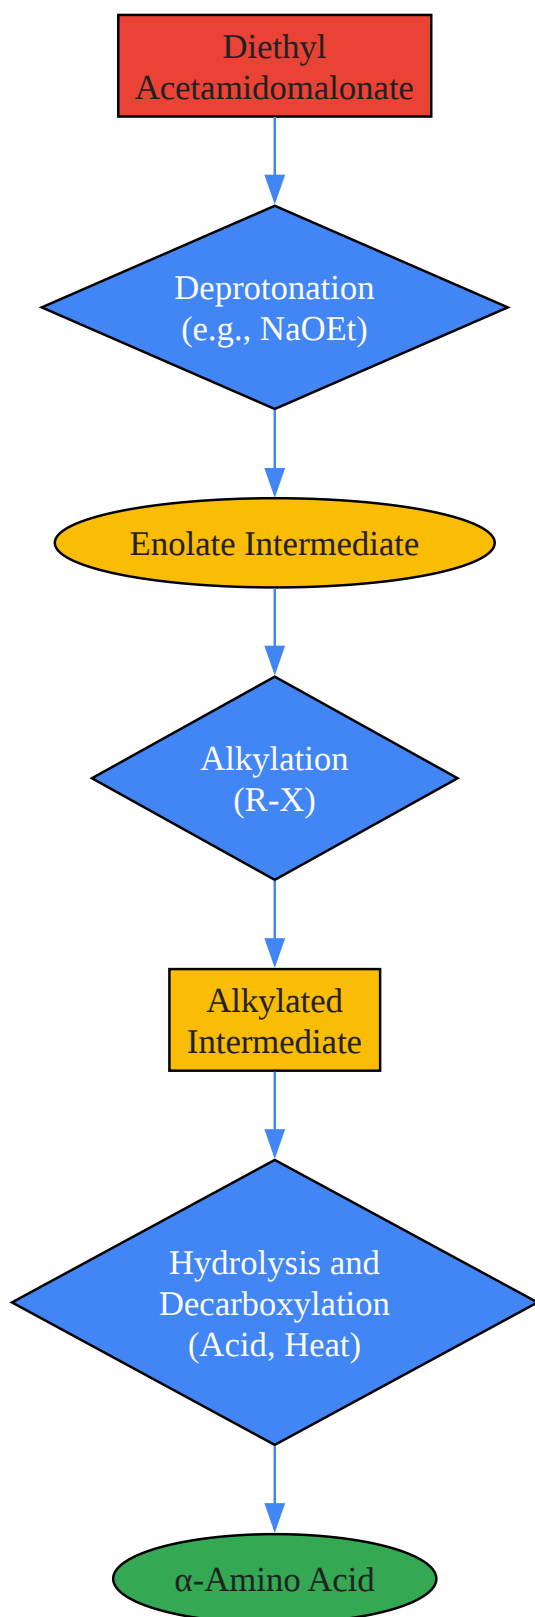 Diethyl
Acetamidomalonate
Deprotonation
(e.g., NaOEt)
Enolate Intermediate
Alkylation
(R-X)
Alkylated
Intermediate
Hydrolysis and
Decarboxylation
(Acid, Heat)
α-Amino Acid